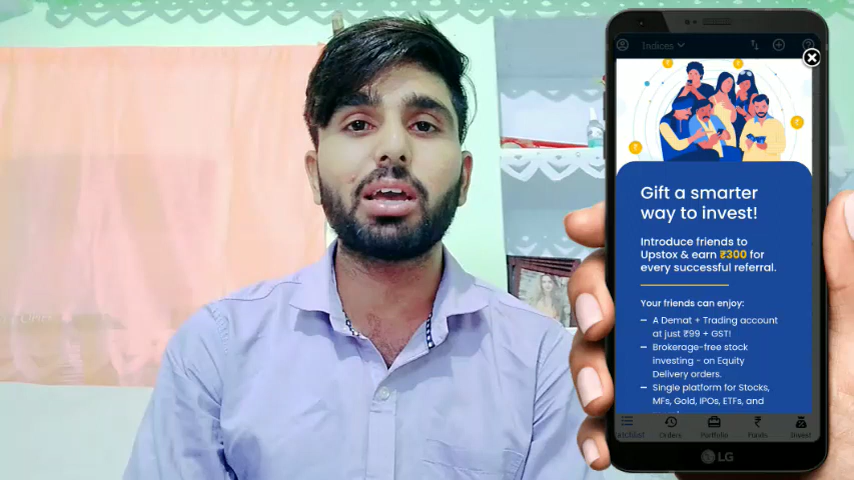 Indices
Gift a smarter
way to invest!
Introduce friends to
Upstox & earn ₹300 for
every successful referral.
Your friends can enjoy:
– A Demat + Trading account
at just ₹99 + GST!
– Brokerage-free stock
investing - on Equity
Delivery orders.
– Single platform for Stocks,
MFs, Gold, IPOs, ETFs, and
Orders Portfolio Funds Invest
LG